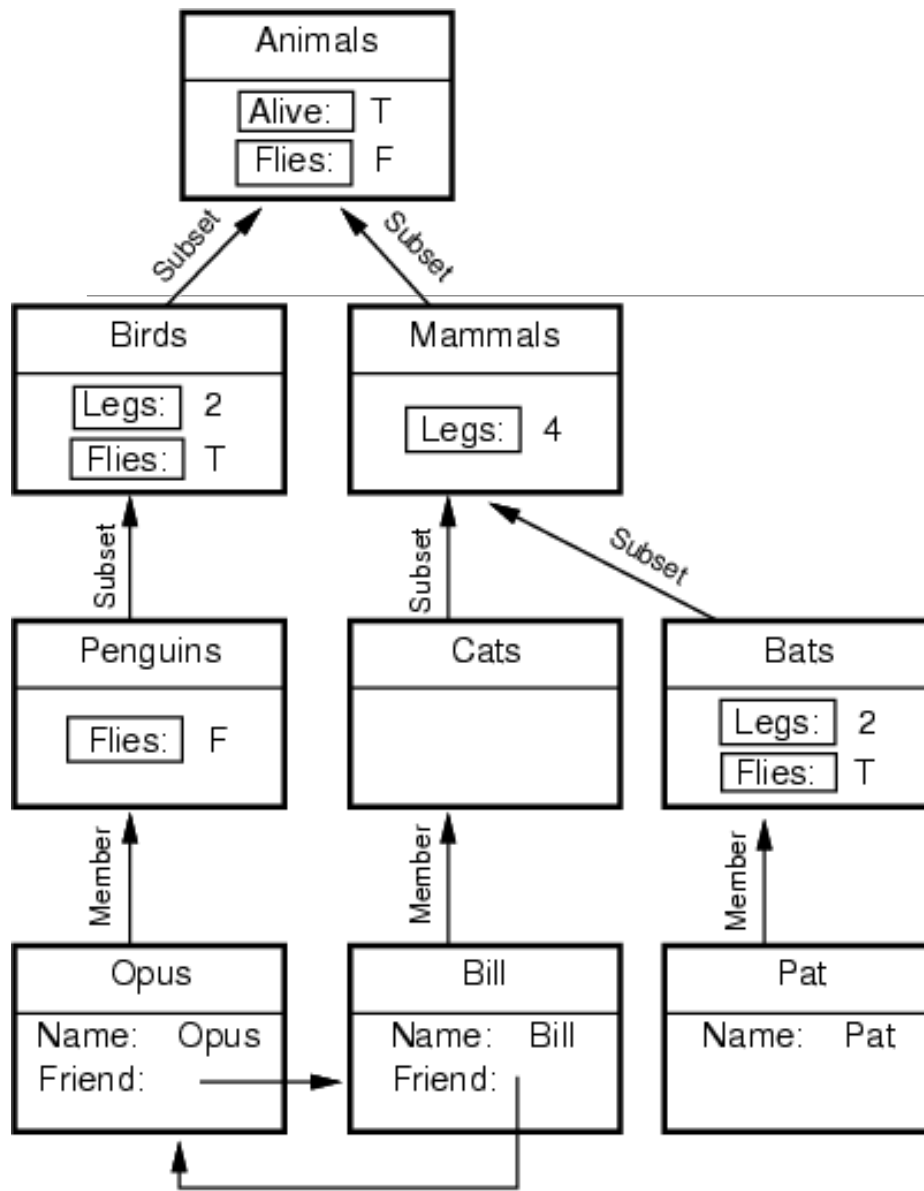 Animals
Alive: T
Flies: F
Subset
Subset
Birds
Legs: 2
Flies: T
Mammals
Legs: 4
Subset
Subset
Subset
Penguins
Flies: F
Cats
Bats
Legs: 2
Flies: T
Member
Member
Member
Opus
Name: Opus
Friend:
Bill
Name: Bill
Friend:
Pat
Name: Pat